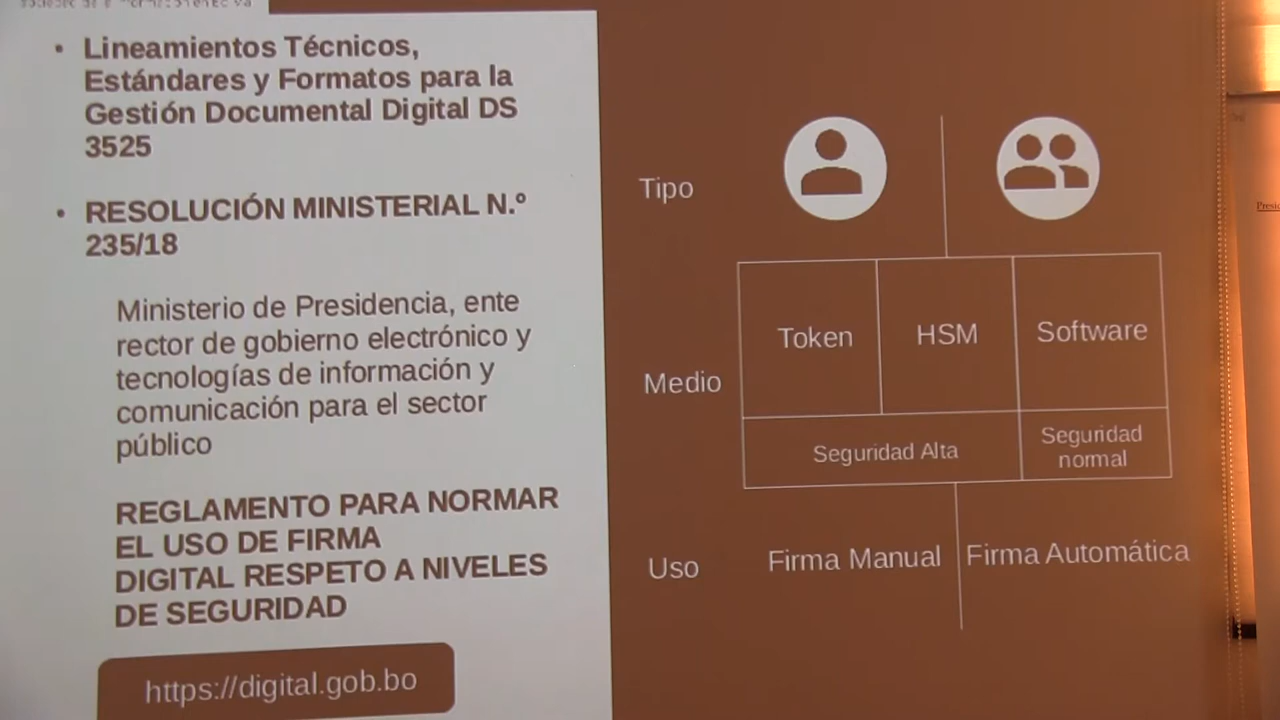 • Lineamientos Técnicos,
Estándares y Formatos para la
Gestión Documental Digital DS
3525
• RESOLUCIÓN MINISTERIAL N.º
235/18
Ministerio de Presidencia, ente
rector de gobierno electrónico y
tecnologías de información y
comunicación para el sector
público
REGLAMENTO PARA NORMAR
EL USO DE FIRMA
DIGITAL RESPETO A NIVELES
DE SEGURIDAD
https://digital.gob.bo
Tipo
Medio
Token
HSM
Software
Seguridad Alta
Seguridad
normal
Uso
Firma Manual
Firma Automática